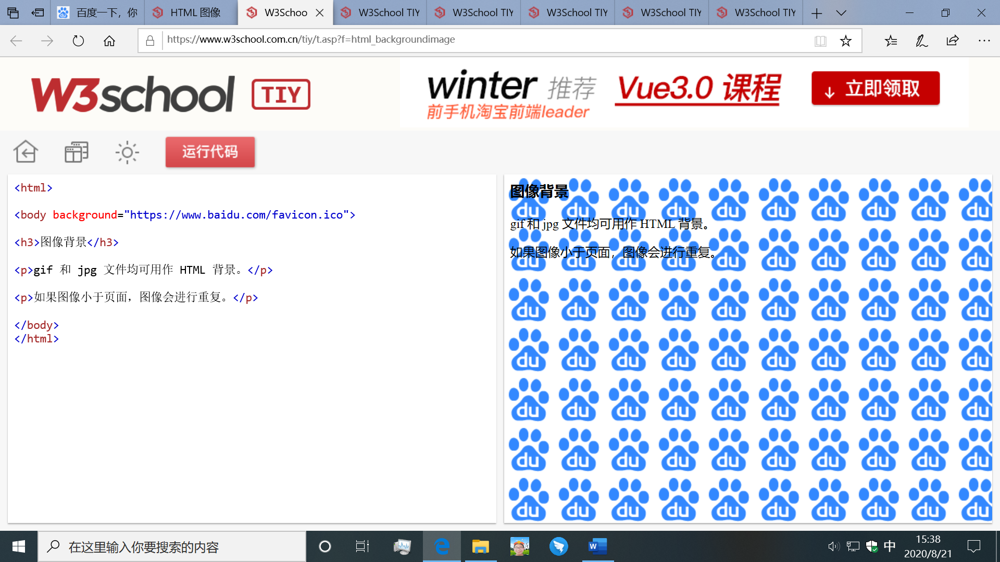 百度一下，你
HTML 图像
W3Schoo
W3School TIY
W3School TIY
W3School TIY
W3School TIY
W3School TIY
https://www.w3school.com.cn/tiy/t.asp?f=html_backgroundimage
W3school TIY
winter 推荐
前手机淘宝前端leader
Vue3.0 课程
↓ 立即领取
运行代码
<html>
<body background="https://www.baidu.com/favicon.ico">
<h3>图像背景</h3>
<p>gif 和 jpg 文件均可用作 HTML 背景。</p>
<p>如果图像小于页面，图像会进行重复。</p>
</body>
</html>
图像背景
gif 和 jpg 文件均可用作 HTML 背景。
如果图像小于页面，图像会进行重复。
在这里输入你要搜索的内容
中
15:38
2020/8/21